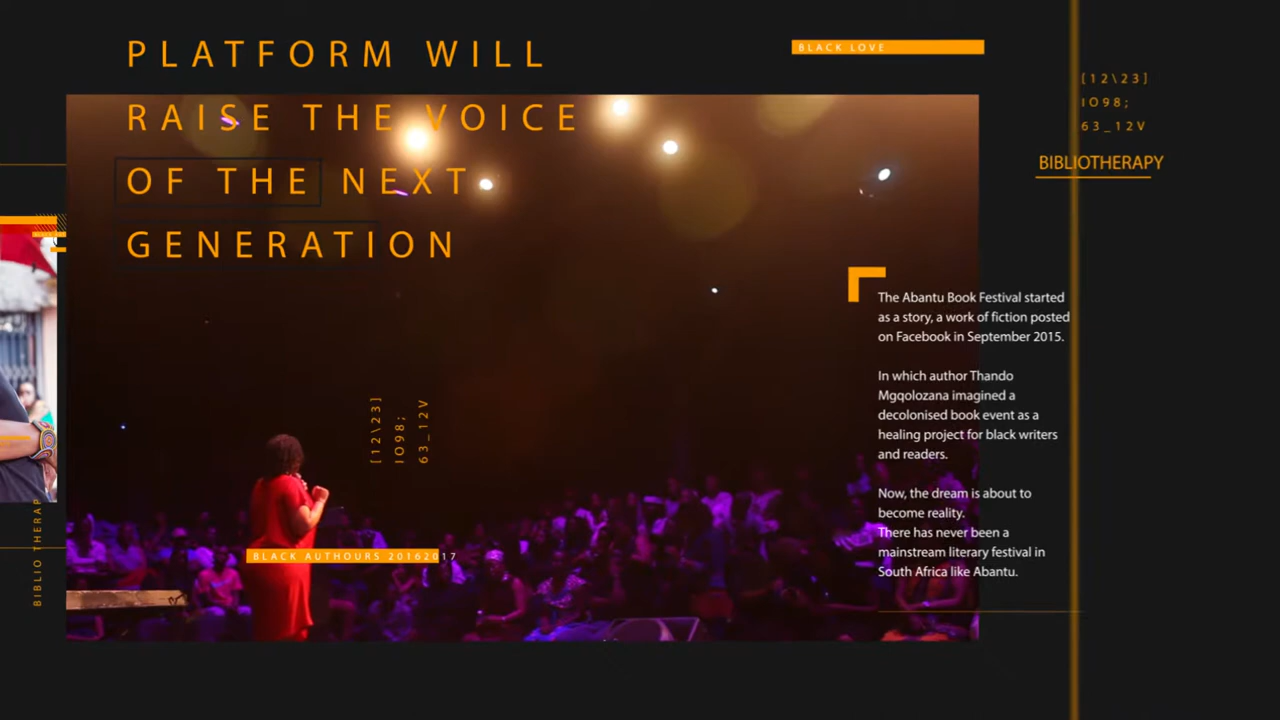 PLATFORM WILL
RAISE THE VOICE
OF THE NEXT
GENERATION
BLACK LOVE
[12\23]
IO98;
63_12V
BIBLIOTHERAPY
The Abantu Book Festival started
as a story, a work of fiction posted
on Facebook in September 2015.
In which author Thando
Mgqolozana imagined a
decolonised book event as a
healing project for black writers
and readers.
Now, the dream is about to
become reality.
There has never been a
mainstream literary festival in
South Africa like Abantu.
[12\23]
IO98;
63_12V
BLACK AUTHOURS 20162017
BIBLIO THERAP